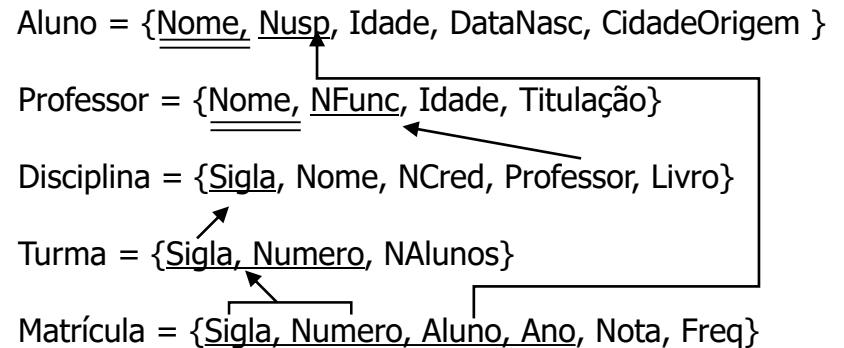 Aluno = {Nome, Nusp, Idade, DataNasc, CidadeOrigem }
Professor = {Nome, NFunc, Idade, Titulação}
Disciplina = {Sigla, Nome, NCred, Professor, Livro}
Turma = {Sigla, Numero, NAlunos}
Matrícula = {Sigla, Numero, Aluno, Ano, Nota, Freq}